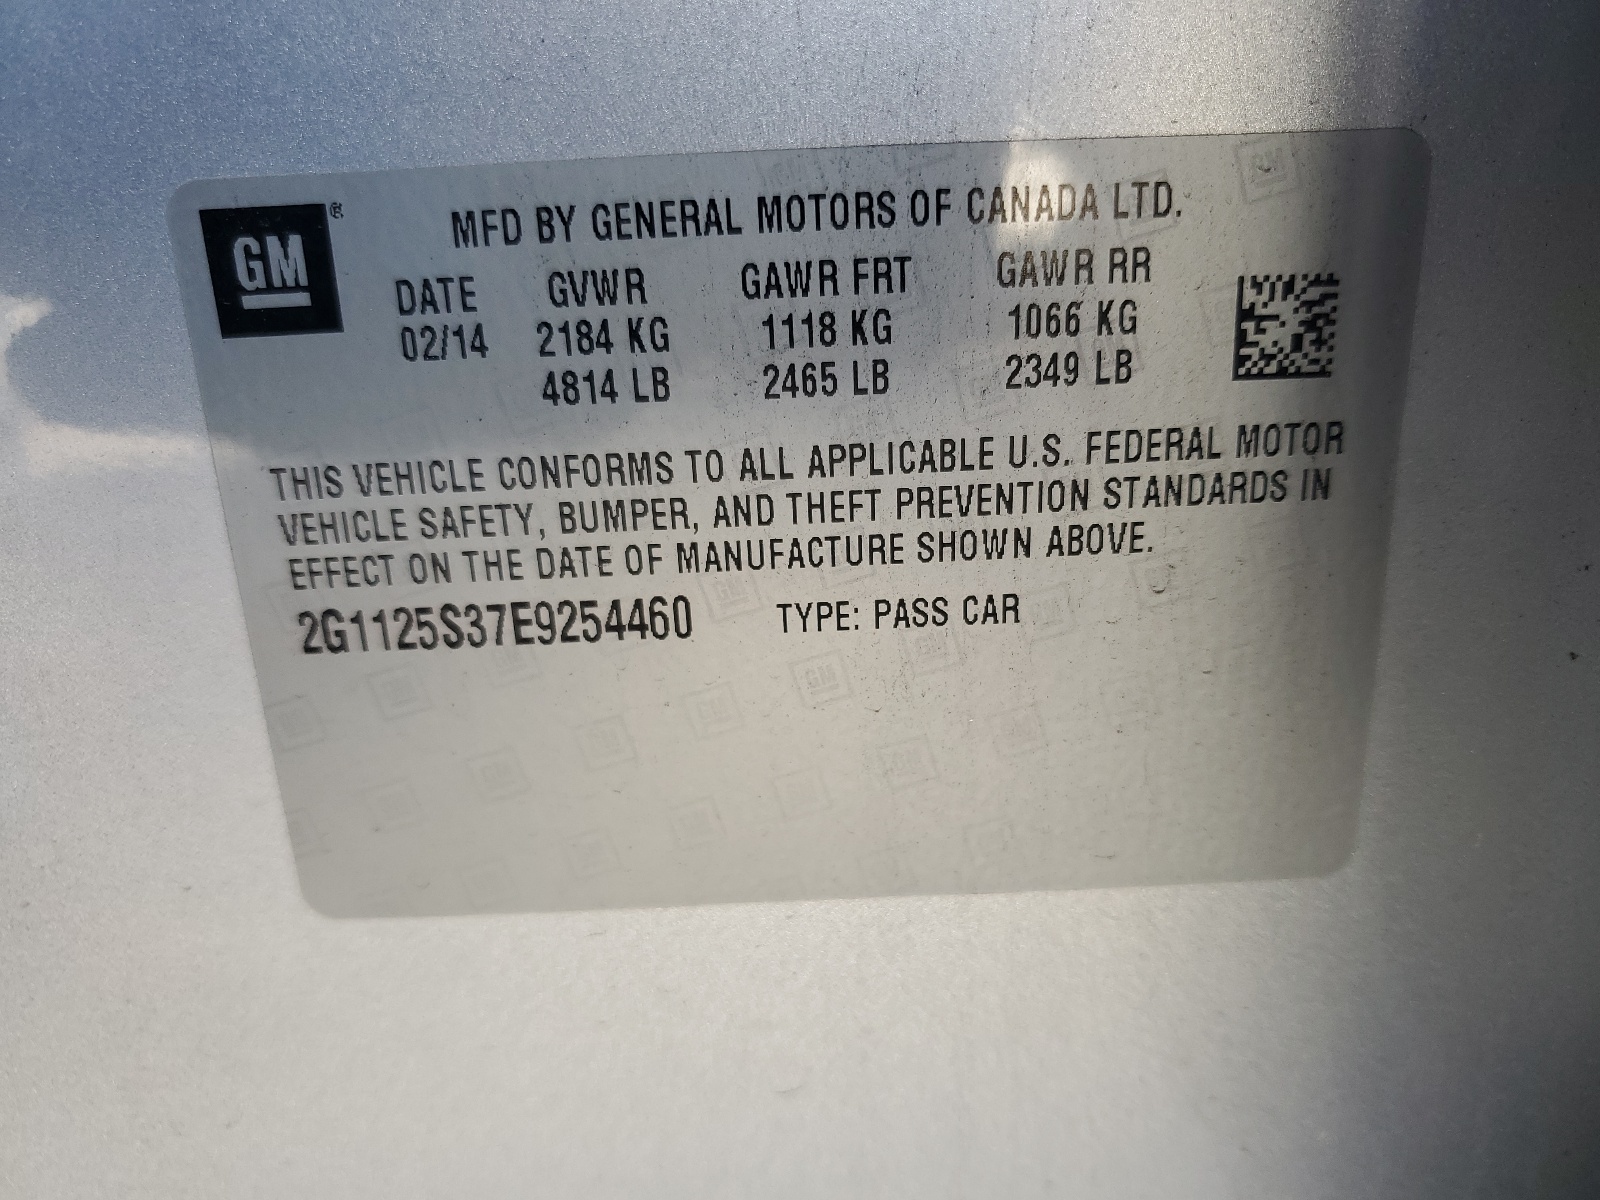 GM ®
MFD BY GENERAL MOTORS OF CANADA LTD.
DATE GVWR GAWR FRT GAWR RR
02/14 2184 KG 1118 KG 1066 KG
4814 LB 2465 LB 2349 LB
THIS VEHICLE CONFORMS TO ALL APPLICABLE U.S. FEDERAL MOTOR
VEHICLE SAFETY, BUMPER, AND THEFT PREVENTION STANDARDS IN
EFFECT ON THE DATE OF MANUFACTURE SHOWN ABOVE.
2G1125S37E9254460 TYPE: PASS CAR